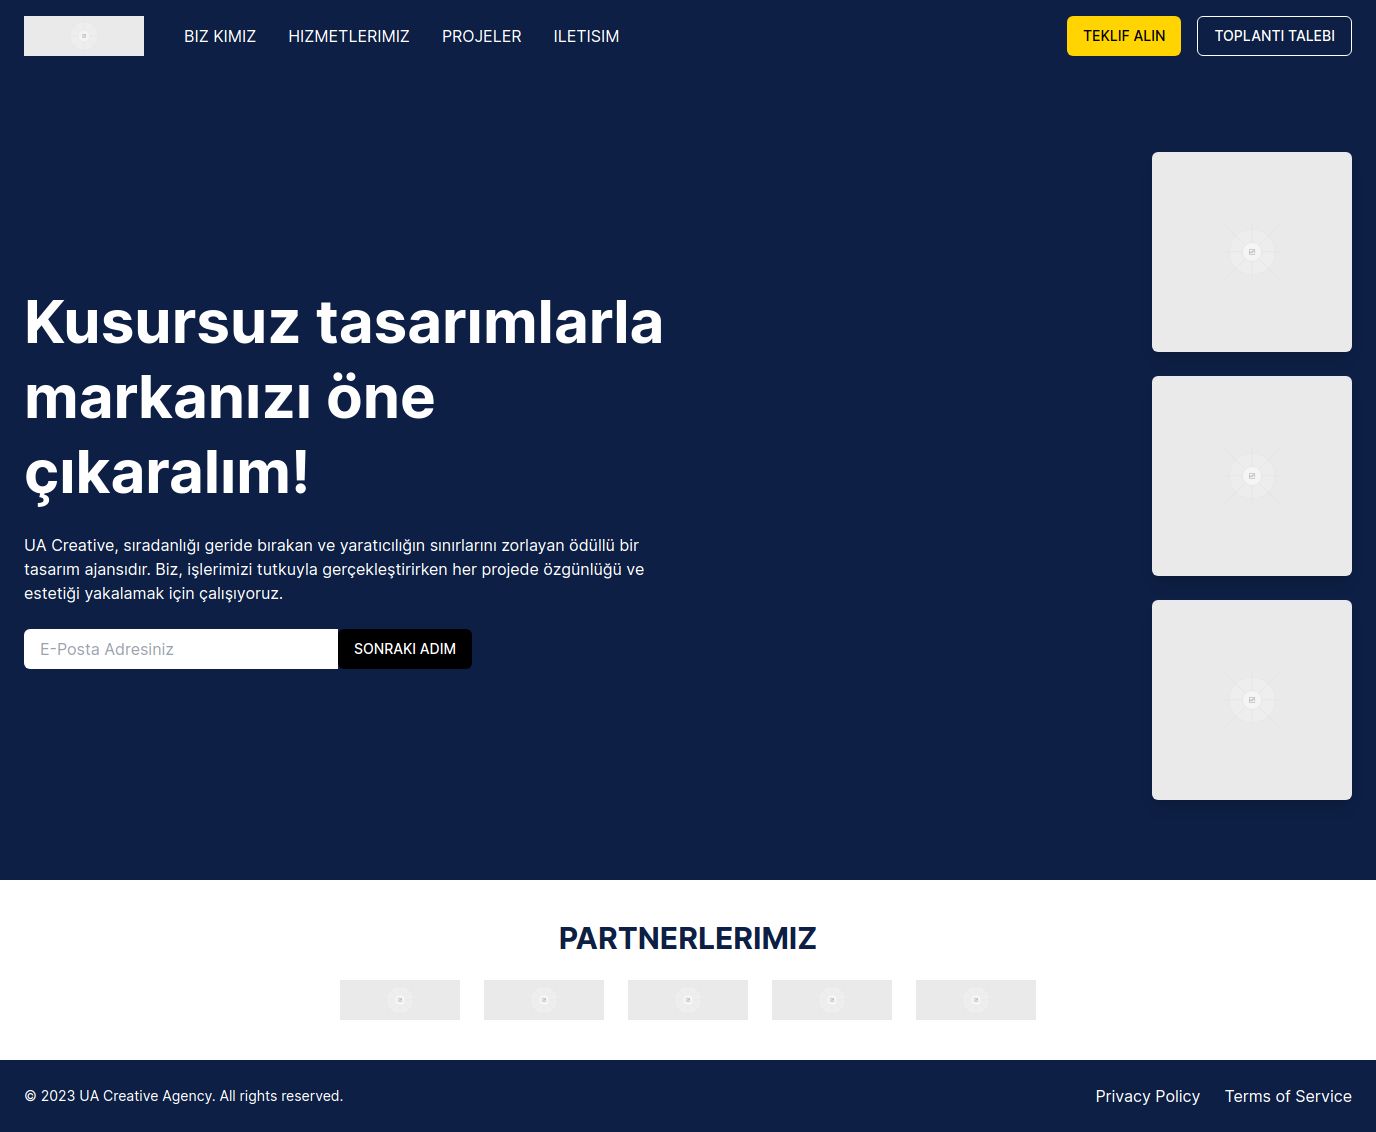 BIZ KIMIZ HIZMETLERIMIZ PROJELER ILETISIM TEKLIF ALIN TOPLANTI TALEBI
Kusursuz tasarımlarla
markanızı öne
çıkaralım!
UA Creative, sıradanlığı geride bırakan ve yaratıcılığın sınırlarını zorlayan ödüllü bir
tasarım ajansıdır. Biz, işlerimizi tutkuyla gerçekleştirirken her projede özgünlüğü ve
estetiği yakalamak için çalışıyoruz.
E-Posta Adresiniz SONRAKI ADIM
PARTNERLERIMIZ
© 2023 UA Creative Agency. All rights reserved. Privacy Policy Terms of Service